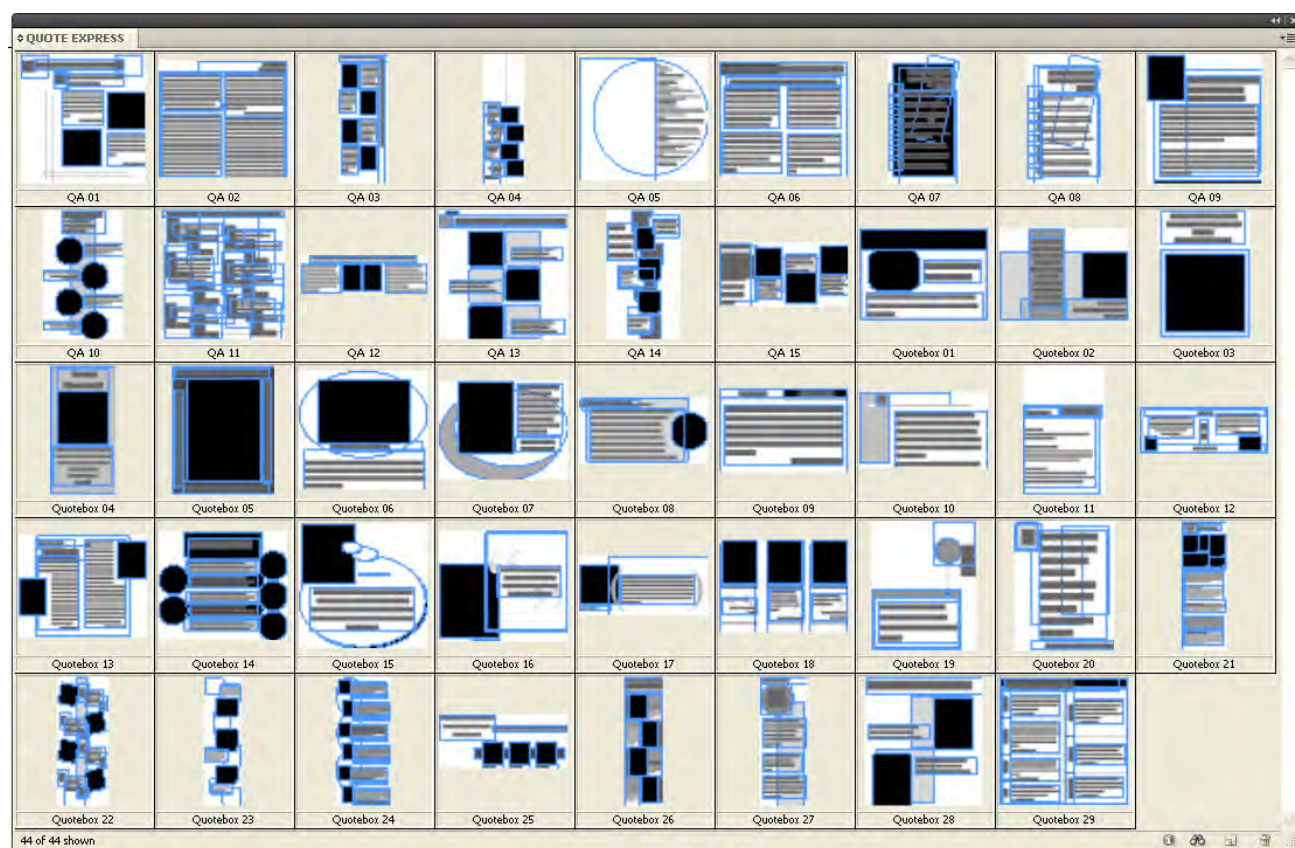 QUOTE EXPRESS
QA 01 QA 02 QA 03 QA 04 QA 05 QA 06 QA 07 QA 08 QA 09
QA 10 QA 11 QA 12 QA 13 QA 14 QA 15 Quotebox 01 Quotebox 02 Quotebox 03
Quotebox 04 Quotebox 05 Quotebox 06 Quotebox 07 Quotebox 08 Quotebox 09 Quotebox 10 Quotebox 11 Quotebox 12
Quotebox 13 Quotebox 14 Quotebox 15 Quotebox 16 Quotebox 17 Quotebox 18 Quotebox 19 Quotebox 20 Quotebox 21
Quotebox 22 Quotebox 23 Quotebox 24 Quotebox 25 Quotebox 26 Quotebox 27 Quotebox 28 Quotebox 29
44 of 44 shown